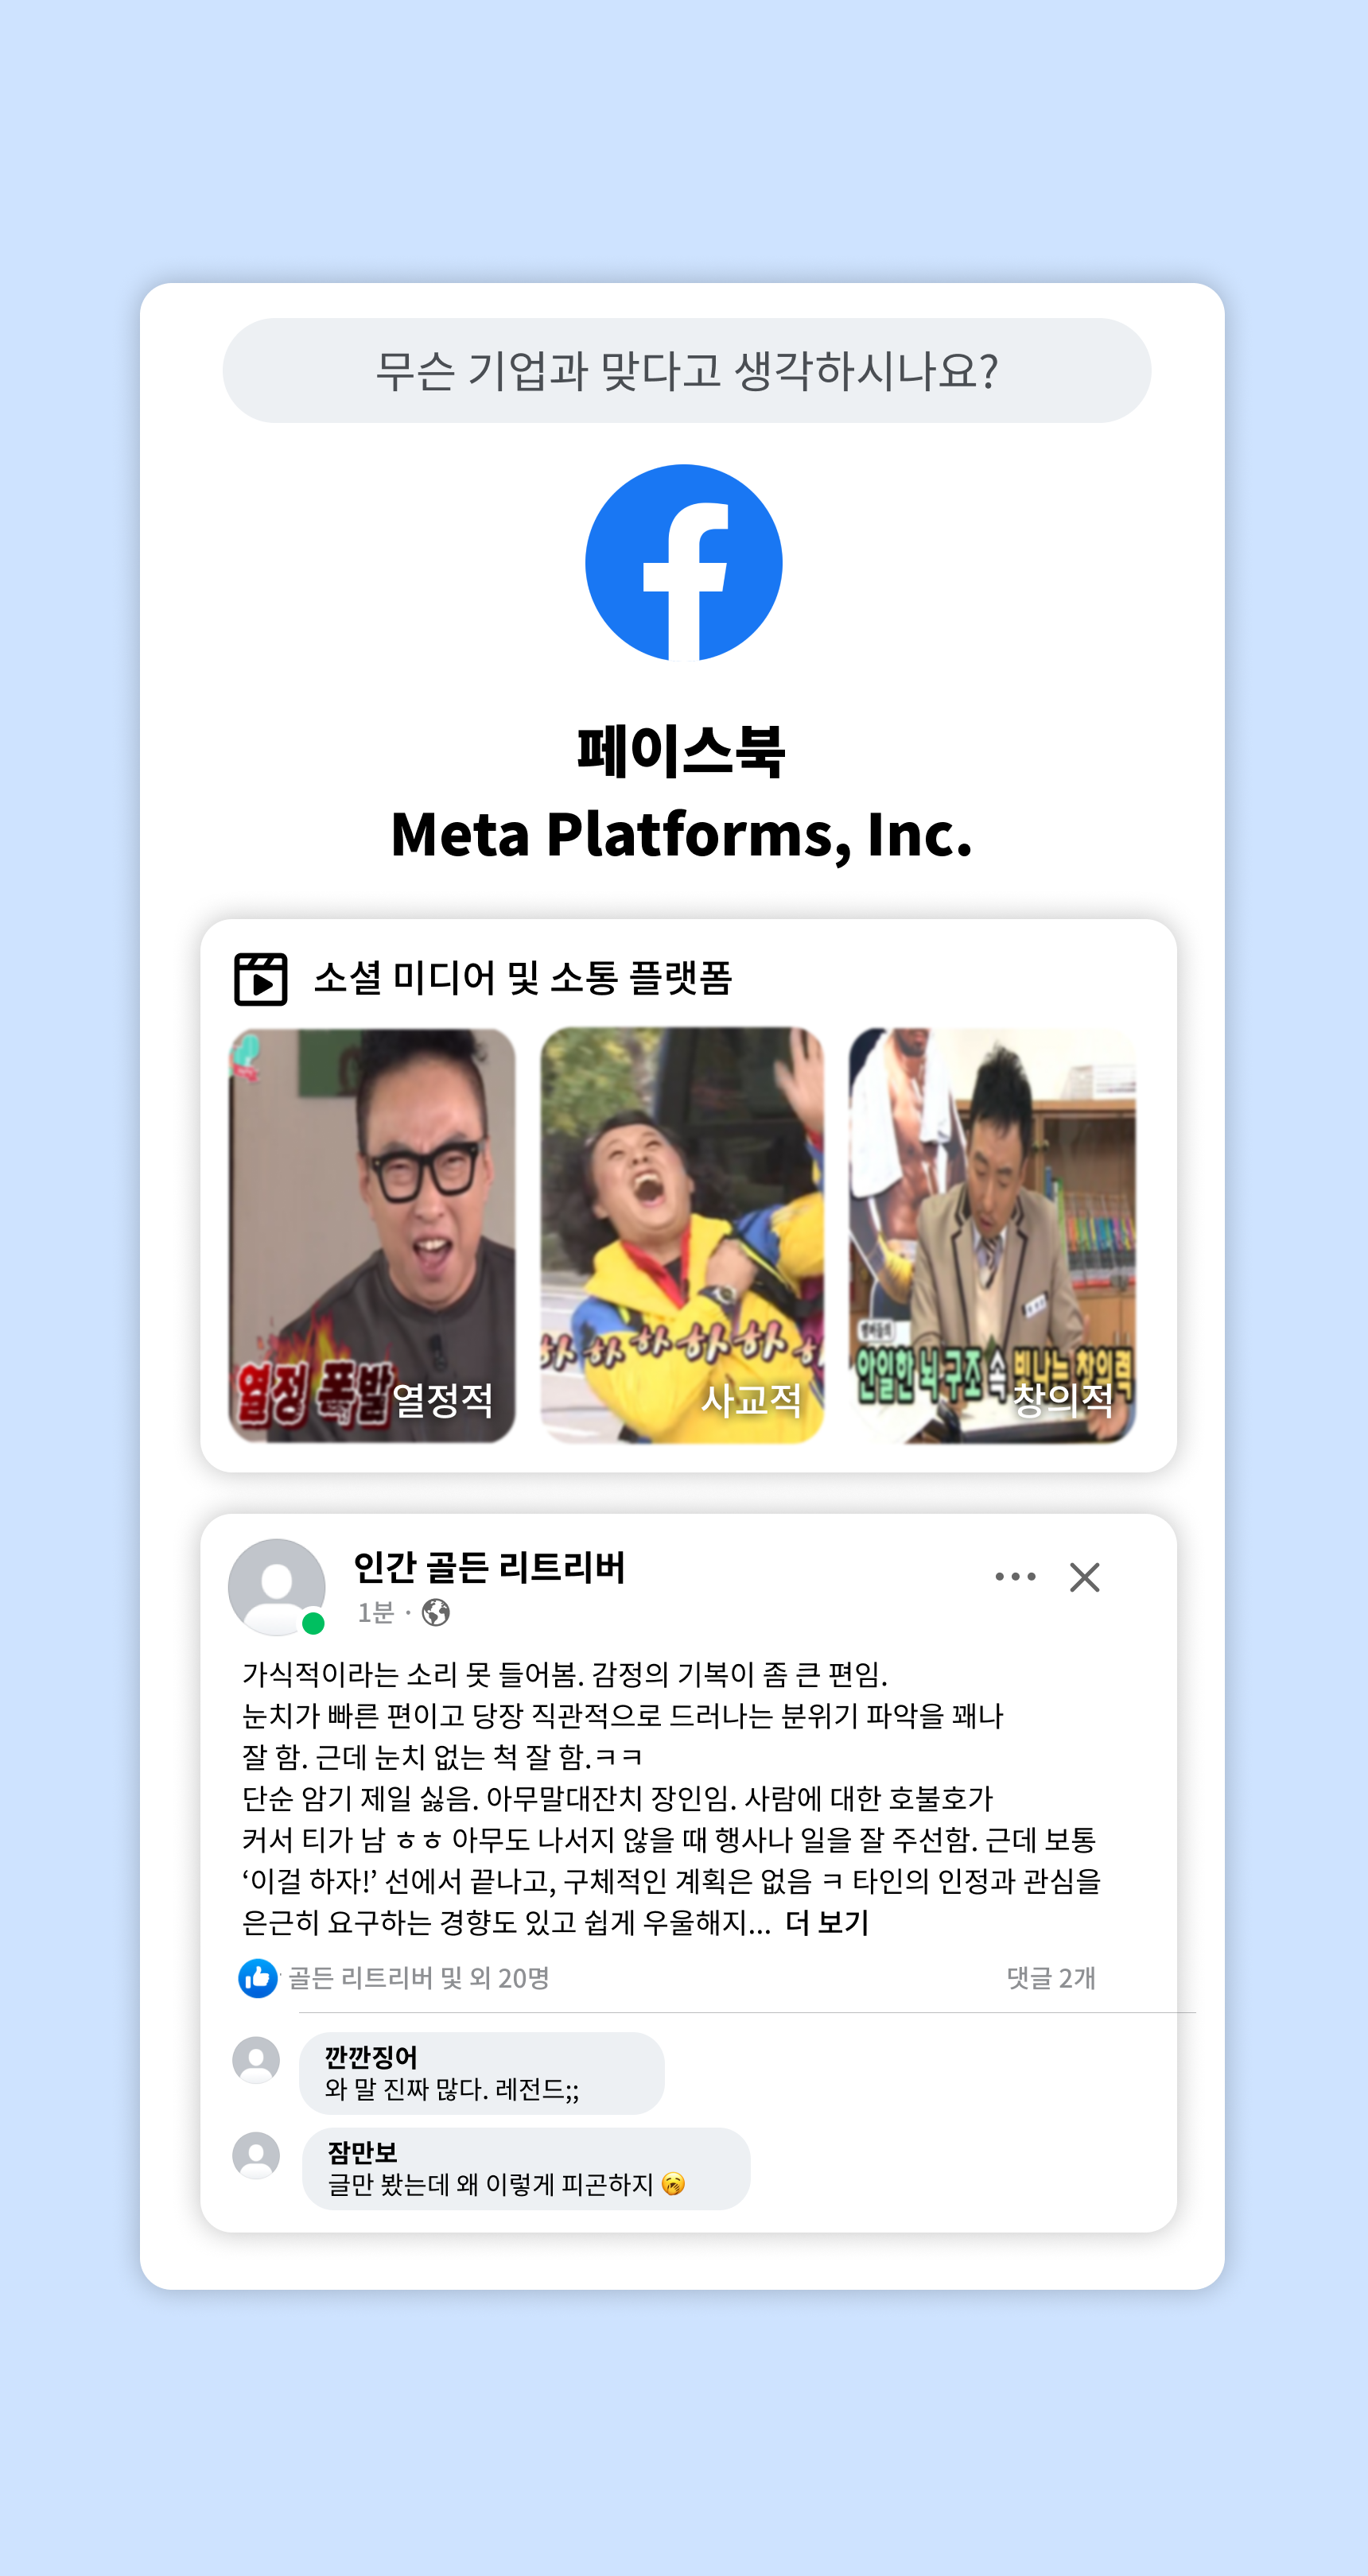 무슨 기업과 맞다고 생각하시나요?
페이스북
Meta Platforms, Inc.
소셜 미디어 및 소통 플랫폼
열정 폭발
열정적
하 하 하 하 하
사교적
안일한 뇌 구조 속 빛나는 창의력
창의적
인간 골든 리트리버
1분 ·
가식적이라는 소리 못 들어봄. 감정의 기복이 좀 큰 편임.
눈치가 빠른 편이고 당장 직관적으로 드러나는 분위기 파악을 꽤나
잘 함. 근데 눈치 없는 척 잘 함.ㅋㅋ
단순 암기 제일 싫음. 아무말대잔치 장인임. 사람에 대한 호불호가
커서 티가 남 ㅎㅎ 아무도 나서지 않을 때 행사나 일을 잘 주선함. 근데 보통
‘이걸 하자!’ 선에서 끝나고, 구체적인 계획은 없음 ㅋ 타인의 인정과 관심을
은근히 요구하는 경향도 있고 쉽게 우울해지... 더 보기
골든 리트리버 및 외 20명
댓글 2개
깐깐징어
와 말 진짜 많다. 레전드;;
잠만보
글만 봤는데 왜 이렇게 피곤하지 🥱